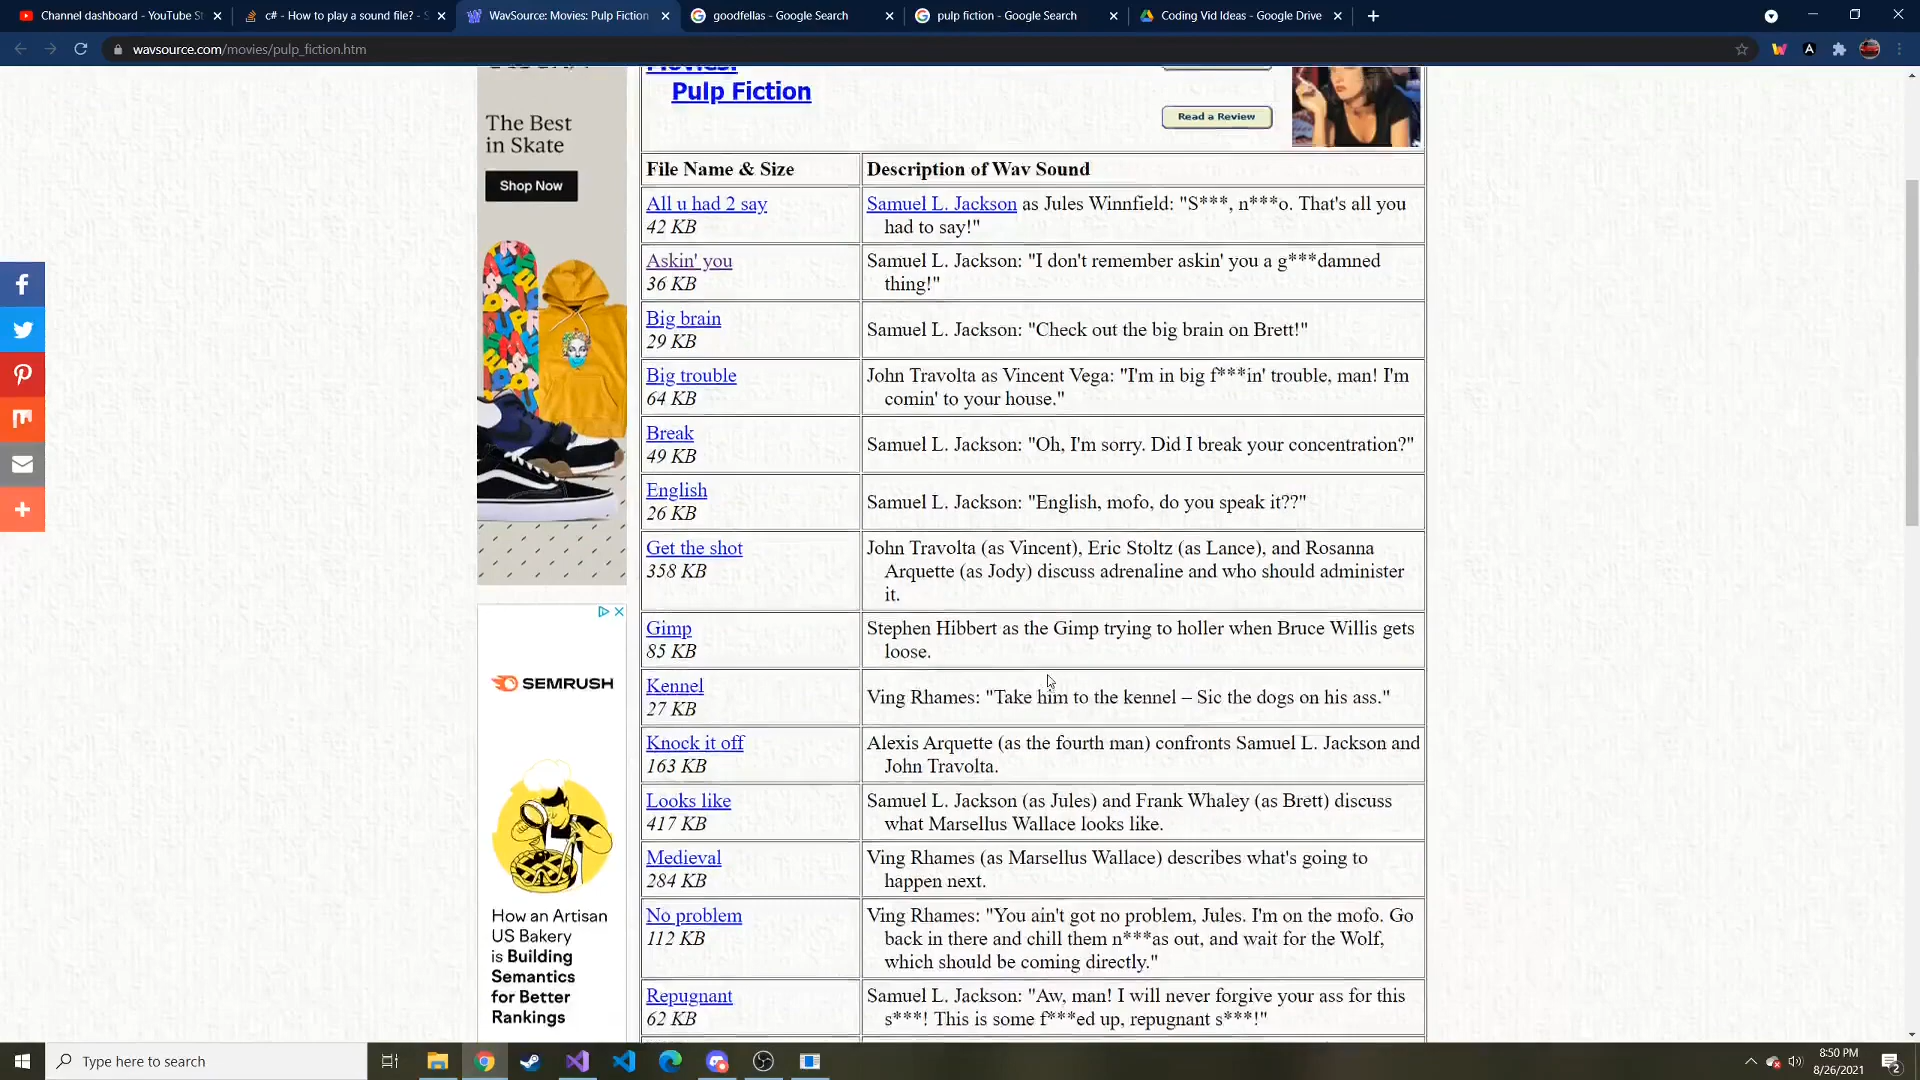 Channel dashboard - YouTube St
c# - How to play a sound file? - S
WavSource: Movies: Pulp Fiction
goodfellas - Google Search
pulp fiction - Google Search
Coding Vid Ideas - Google Drive
wavsource.com/movies/pulp_fiction.htm
Movies:
Pulp Fiction
Read a Review
The Best
in Skate
Shop Now
File Name & Size
Description of Wav Sound
All u had 2 say
42 KB
Samuel L. Jackson as Jules Winnfield: "S***, n***o. That's all you
had to say!"
Askin' you
36 KB
Samuel L. Jackson: "I don't remember askin' you a g***damned
thing!"
Big brain
29 KB
Samuel L. Jackson: "Check out the big brain on Brett!"
Big trouble
64 KB
John Travolta as Vincent Vega: "I'm in big f***in' trouble, man! I'm
comin' to your house."
Break
49 KB
Samuel L. Jackson: "Oh, I'm sorry. Did I break your concentration?"
English
26 KB
Samuel L. Jackson: "English, mofo, do you speak it??"
Get the shot
358 KB
John Travolta (as Vincent), Eric Stoltz (as Lance), and Rosanna
Arquette (as Jody) discuss adrenaline and who should administer
it.
Gimp
85 KB
Stephen Hibbert as the Gimp trying to holler when Bruce Willis gets
loose.
Kennel
27 KB
Ving Rhames: "Take him to the kennel – Sic the dogs on his ass."
Knock it off
163 KB
Alexis Arquette (as the fourth man) confronts Samuel L. Jackson and
John Travolta.
Looks like
417 KB
Samuel L. Jackson (as Jules) and Frank Whaley (as Brett) discuss
what Marsellus Wallace looks like.
Medieval
284 KB
Ving Rhames (as Marsellus Wallace) describes what's going to
happen next.
No problem
112 KB
Ving Rhames: "You ain't got no problem, Jules. I'm on the mofo. Go
back in there and chill them n***as out, and wait for the Wolf,
which should be coming directly."
Repugnant
62 KB
Samuel L. Jackson: "Aw, man! I will never forgive your ass for this
s***! This is some f***ed up, repugnant s***!"
SEMRUSH
How an Artisan
US Bakery
is Building
Semantics
for Better
Rankings
Type here to search
8:50 PM
8/26/2021
2